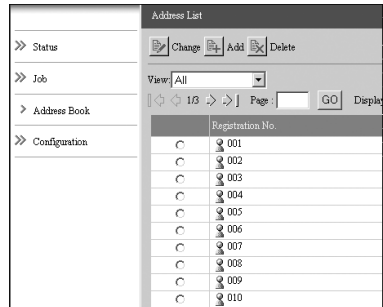 Address List
Status
Job
Address Book
Configuration
Change Add Delete
View: All
1/3 Page : GO Display
Registration No.
001
002
003
004
005
006
007
008
009
010